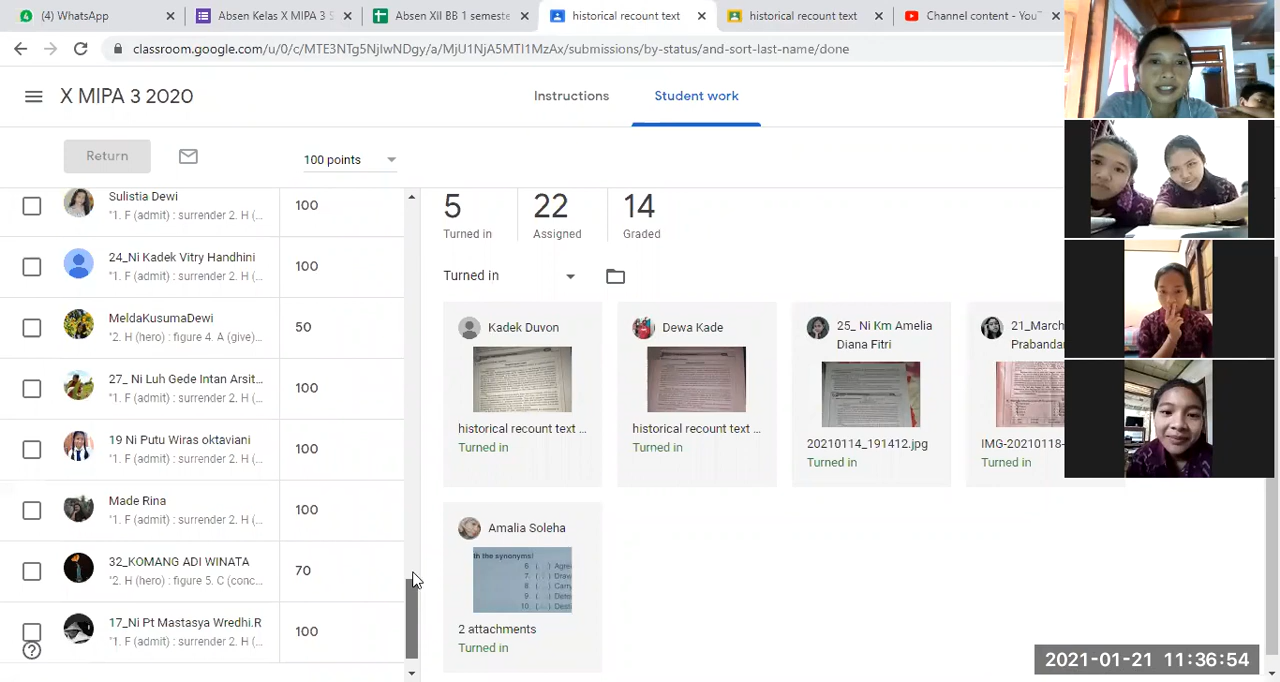 (4) WhatsApp
Absen Kelas X MIPA 3 S
Absen XII BB 1 semeste
historical recount text
historical recount text
Channel content - You
classroom.google.com/u/0/c/MTE3NTg5NjIwNDgy/a/MjU1NjA5MTI1MzAx/submissions/by-status/and-sort-last-name/done
X MIPA 3 2020
Instructions
Student work
Return
100 points
Sulistia Dewi
"1. F (admit) : surrender 2. H (...
100
24_Ni Kadek Vitry Handhini
"1. F (admit) : surrender 2. H (...
100
MeldaKusumaDewi
"2. H (hero) : figure 4. A (give)...
50
27_ Ni Luh Gede Intan Arsit...
"1. F (admit) : surrender 2. H (...
100
19 Ni Putu Wiras oktaviani
"1. F (admit) : surrender 2. H (...
100
Made Rina
"1. F (admit) : surrender 2. H (...
100
32_KOMANG ADI WINATA
"2. H (hero) : figure 5. C (conc...
70
17_Ni Pt Mastasya Wredhi.R
"1. F (admit) : surrender 2. H (...
100
5
Turned in
22
Assigned
14
Graded
Turned in
Kadek Duvon
historical recount text ...
Turned in
Dewa Kade
historical recount text ...
Turned in
25_ Ni Km Amelia
Diana Fitri
20210114_191412.jpg
Turned in
21_March
Prabandar
IMG-20210118-
Turned in
Amalia Soleha
th the synonyms!
6
7
8
9
10
2 attachments
Turned in
2021-01-21 11:36:54